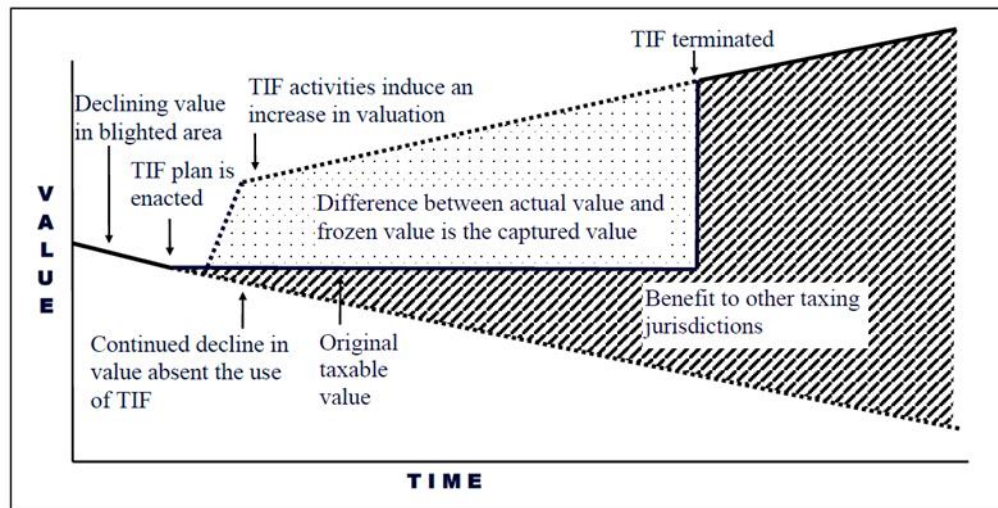 TIF terminated
TIF activities induce an
increase in valuation
Declining value
in blighted area
TIF plan is
enacted
Difference between actual value and
frozen value is the captured value
VALUE
Benefit to other taxing
jurisdictions
Continued decline in
value absent the use
of TIF
Original
taxable
value
TIME